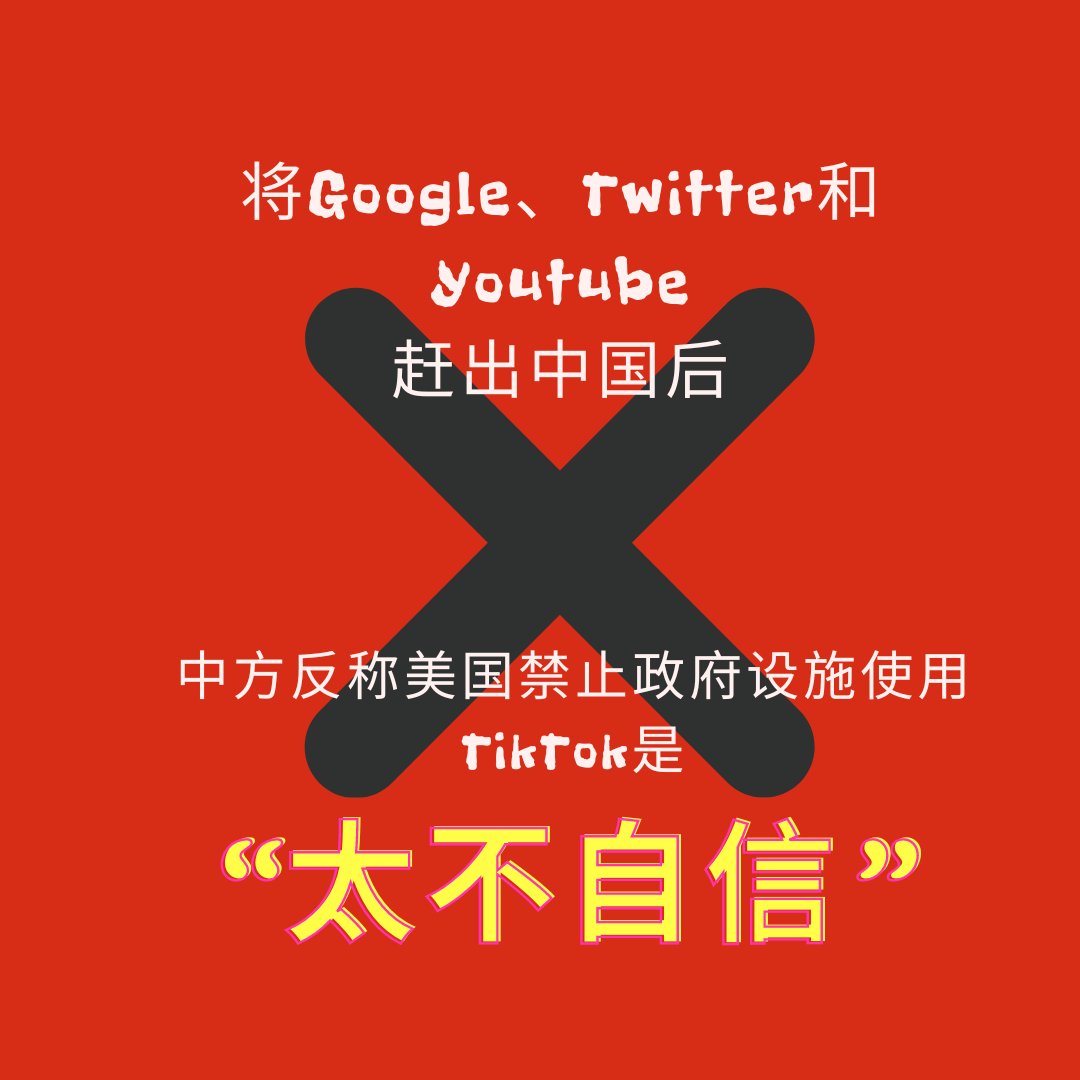 将Google、Twitter和
Youtube
赶出中国后
中方反称美国禁止政府设施使用
TikTok是
“太不自信”